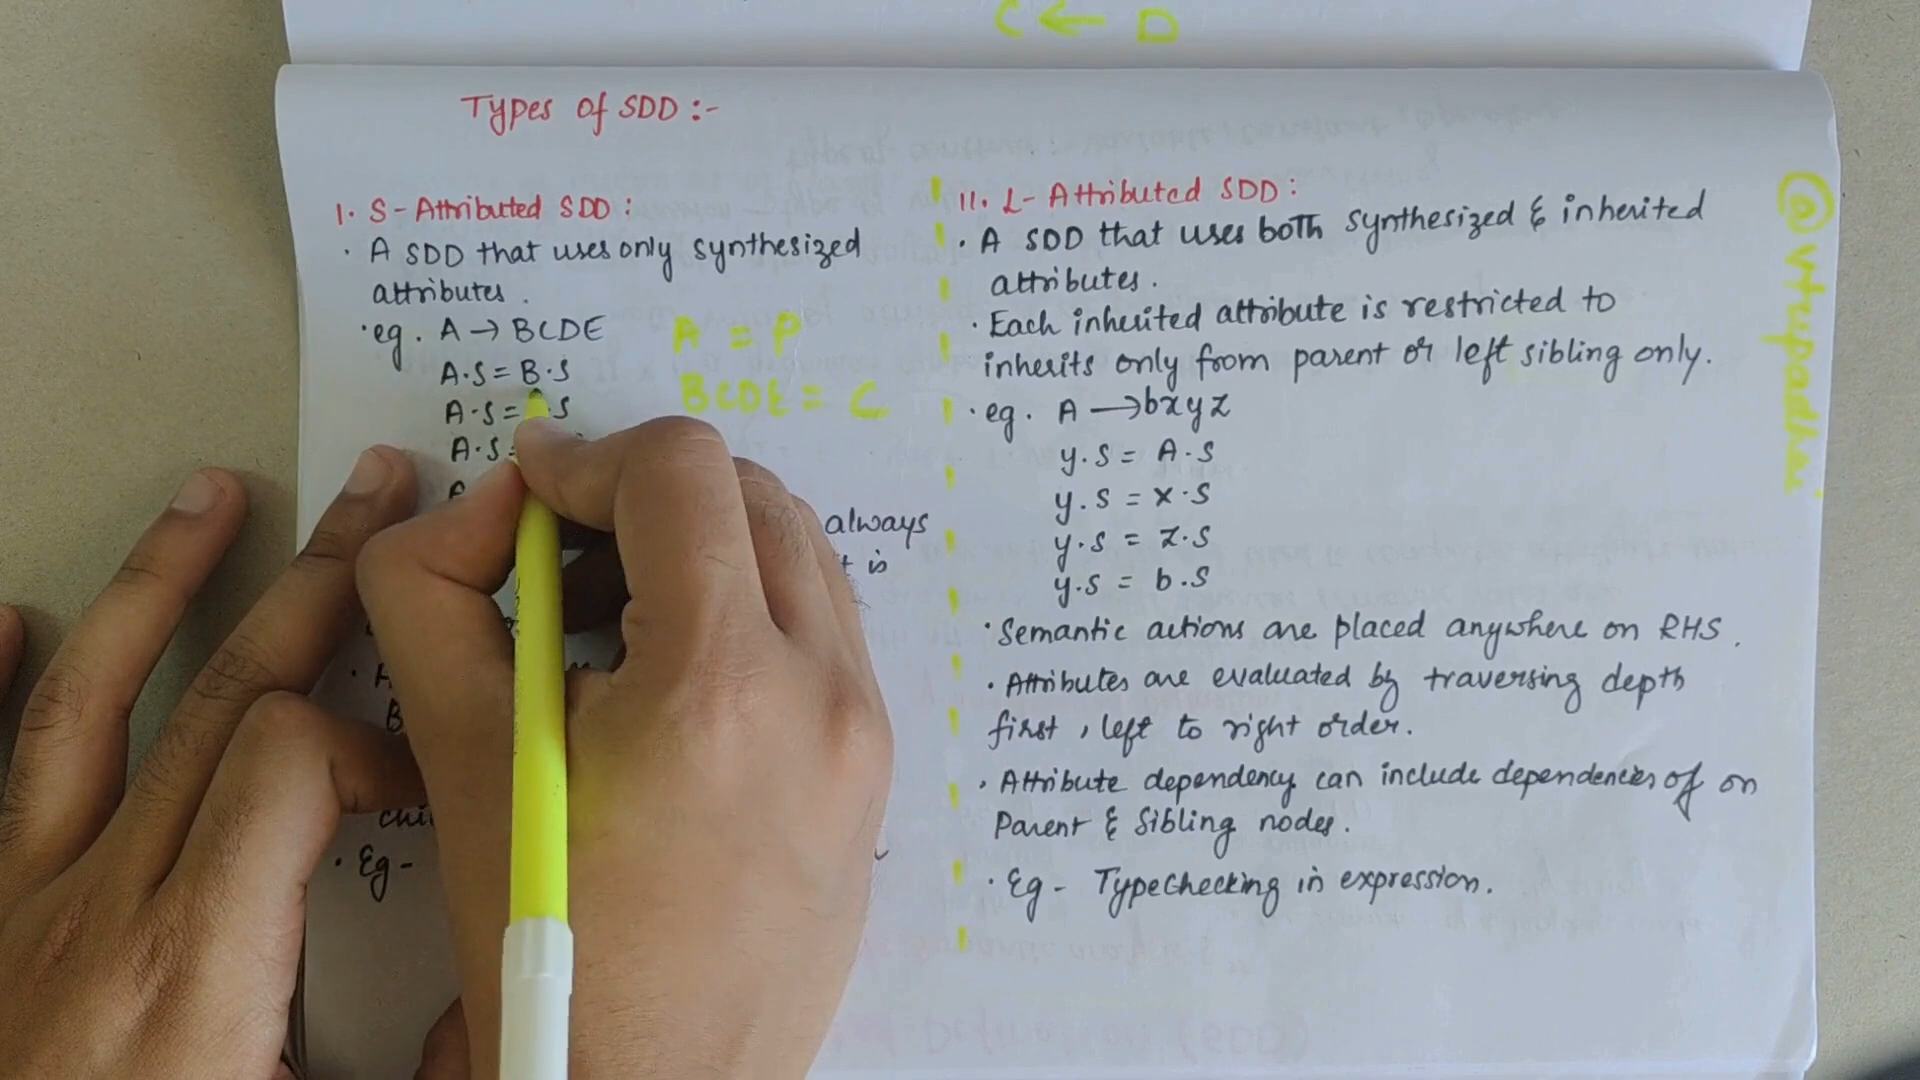 C ← D
Types of SDD :-
I. S-Attributed SDD :
· A SDD that uses only synthesized
attributes .
· eg. A → BCDE
A·S = B·S
A·S = ·S
A·S =
A = P
BCDE = C
always
is
· Eg -
II. L-Attributed SDD :
· A SDD that uses both synthesized & inherited
attributes .
· Each inherited attribute is restricted to
inherits only from parent or left sibling only.
· eg. A → bxyz
y.S = A.S
y.S = x.S
y.S = z.S
y.S = b.S
· Semantic actions are placed anywhere on RHS .
· Attributes are evaluated by traversing depth
first , left to right order.
· Attribute dependency can include dependencies of on
Parent & Sibling nodes.
· Eg - Typechecking in expression.
@vtupadhai